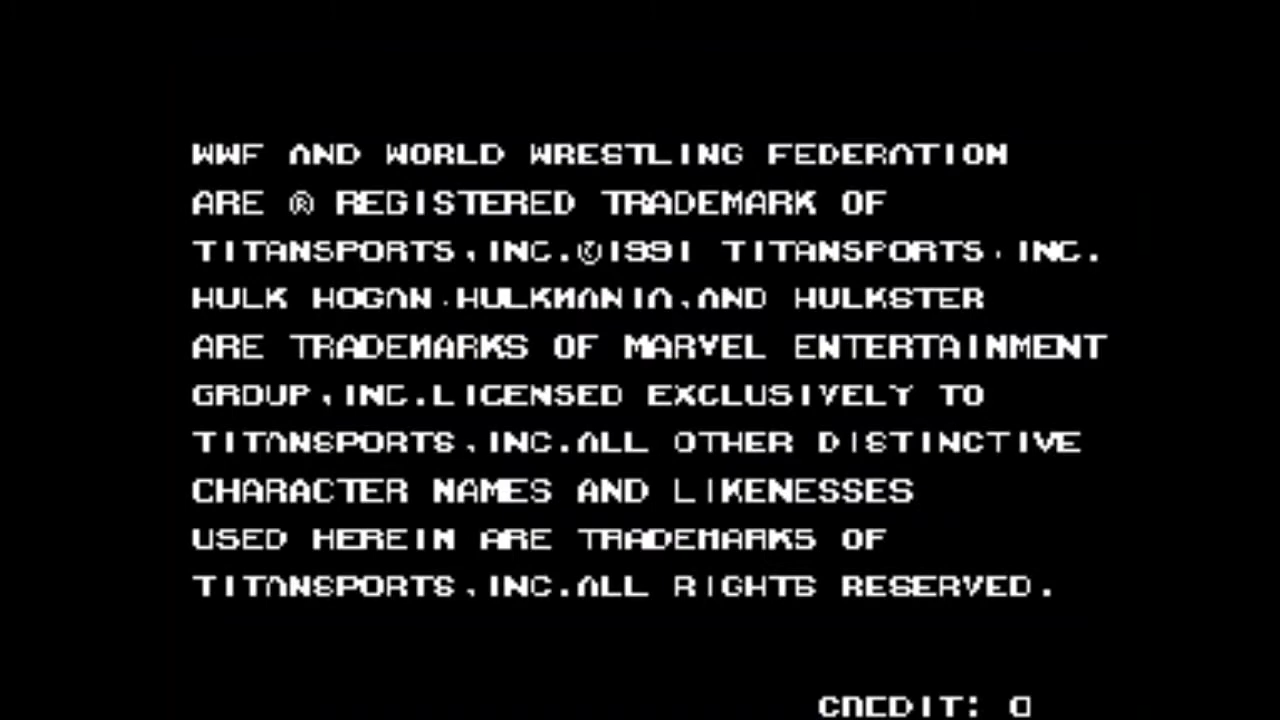 WWF AND WORLD WRESTLING FEDERATION
ARE ® REGISTERED TRADEMARK OF
TITANSPORTS,INC.©1991 TITANSPORTS,INC.
HULK HOGAN,HULKMANIA,AND HULKSTER
ARE TRADEMARKS OF MARVEL ENTERTAINMENT
GROUP,INC.LICENSED EXCLUSIVELY TO
TITANSPORTS,INC.ALL OTHER DISTINCTIVE
CHARACTER NAMES AND LIKENESSES
USED HEREIN ARE TRADEMARKS OF
TITANSPORTS,INC.ALL RIGHTS RESERVED.
CREDIT: 0